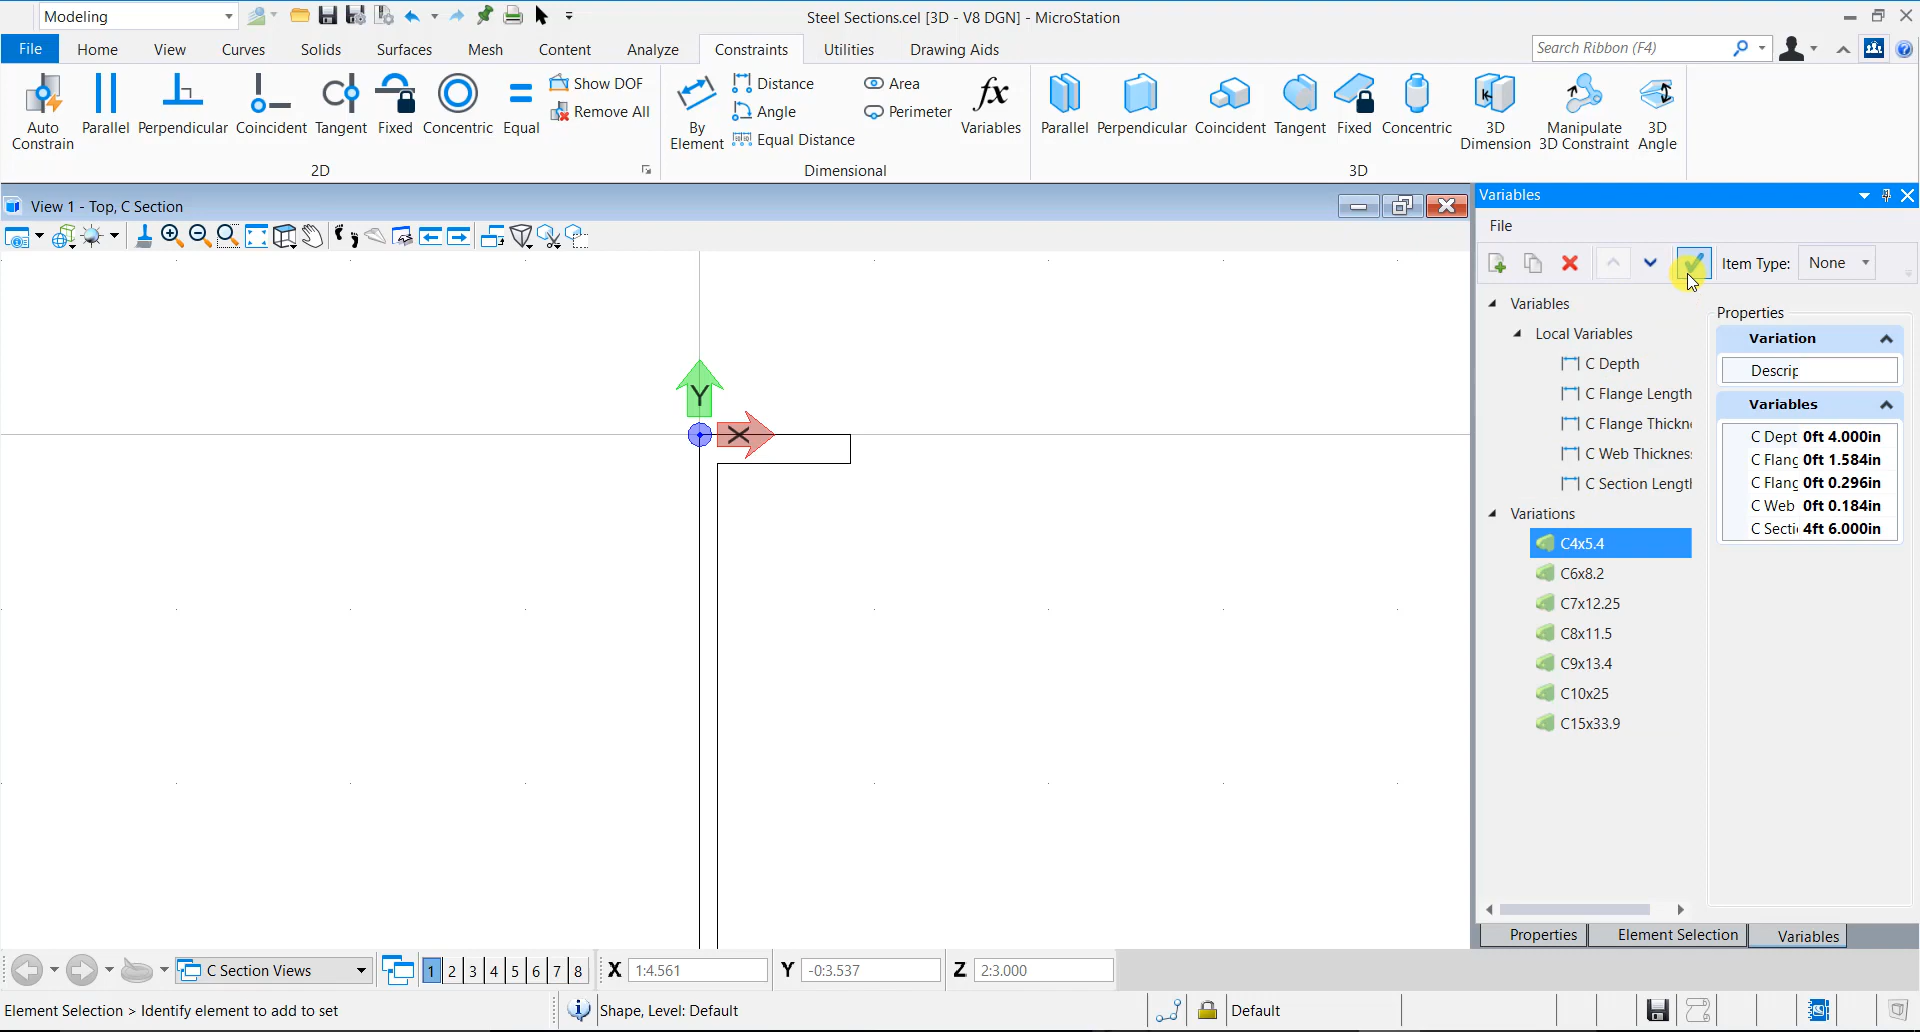 Modeling
Steel Sections.cel [3D - V8 DGN] - MicroStation
File Home View Curves Solids Surfaces Mesh Content Analyze Constraints Utilities Drawing Aids
Search Ribbon (F4)
Auto Constrain
Parallel
Perpendicular
Coincident
Tangent
Fixed
Concentric
Equal
Show DOF
Remove All
2D
By Element
Distance
Angle
Equal Distance
Area
Perimeter
fx
Variables
Dimensional
Parallel
Perpendicular
Coincident
Tangent
Fixed
Concentric
3D Dimension
Manipulate 3D Constraint
3D Angle
3D
View 1 - Top, C Section
Y
X
Variables
File
Item Type: None
Variables
Local Variables
C Depth
C Flange Length
C Flange Thickn
C Web Thicknes
C Section Lengt
Variations
C4x5.4
C6x8.2
C7x12.25
C8x11.5
C9x13.4
C10x25
C15x33.9
Properties
Variation
Descrip
Variables
C Dept 0ft 4.000in
C Flang 0ft 1.584in
C Flang 0ft 0.296in
C Web 0ft 0.184in
C Secti 4ft 6.000in
Properties Element Selection Variables
C Section Views 1 2 3 4 5 6 7 8 X 1:4.561 Y -0:3.537 Z 2:3.000
Element Selection > Identify element to add to set
Shape, Level: Default
Default